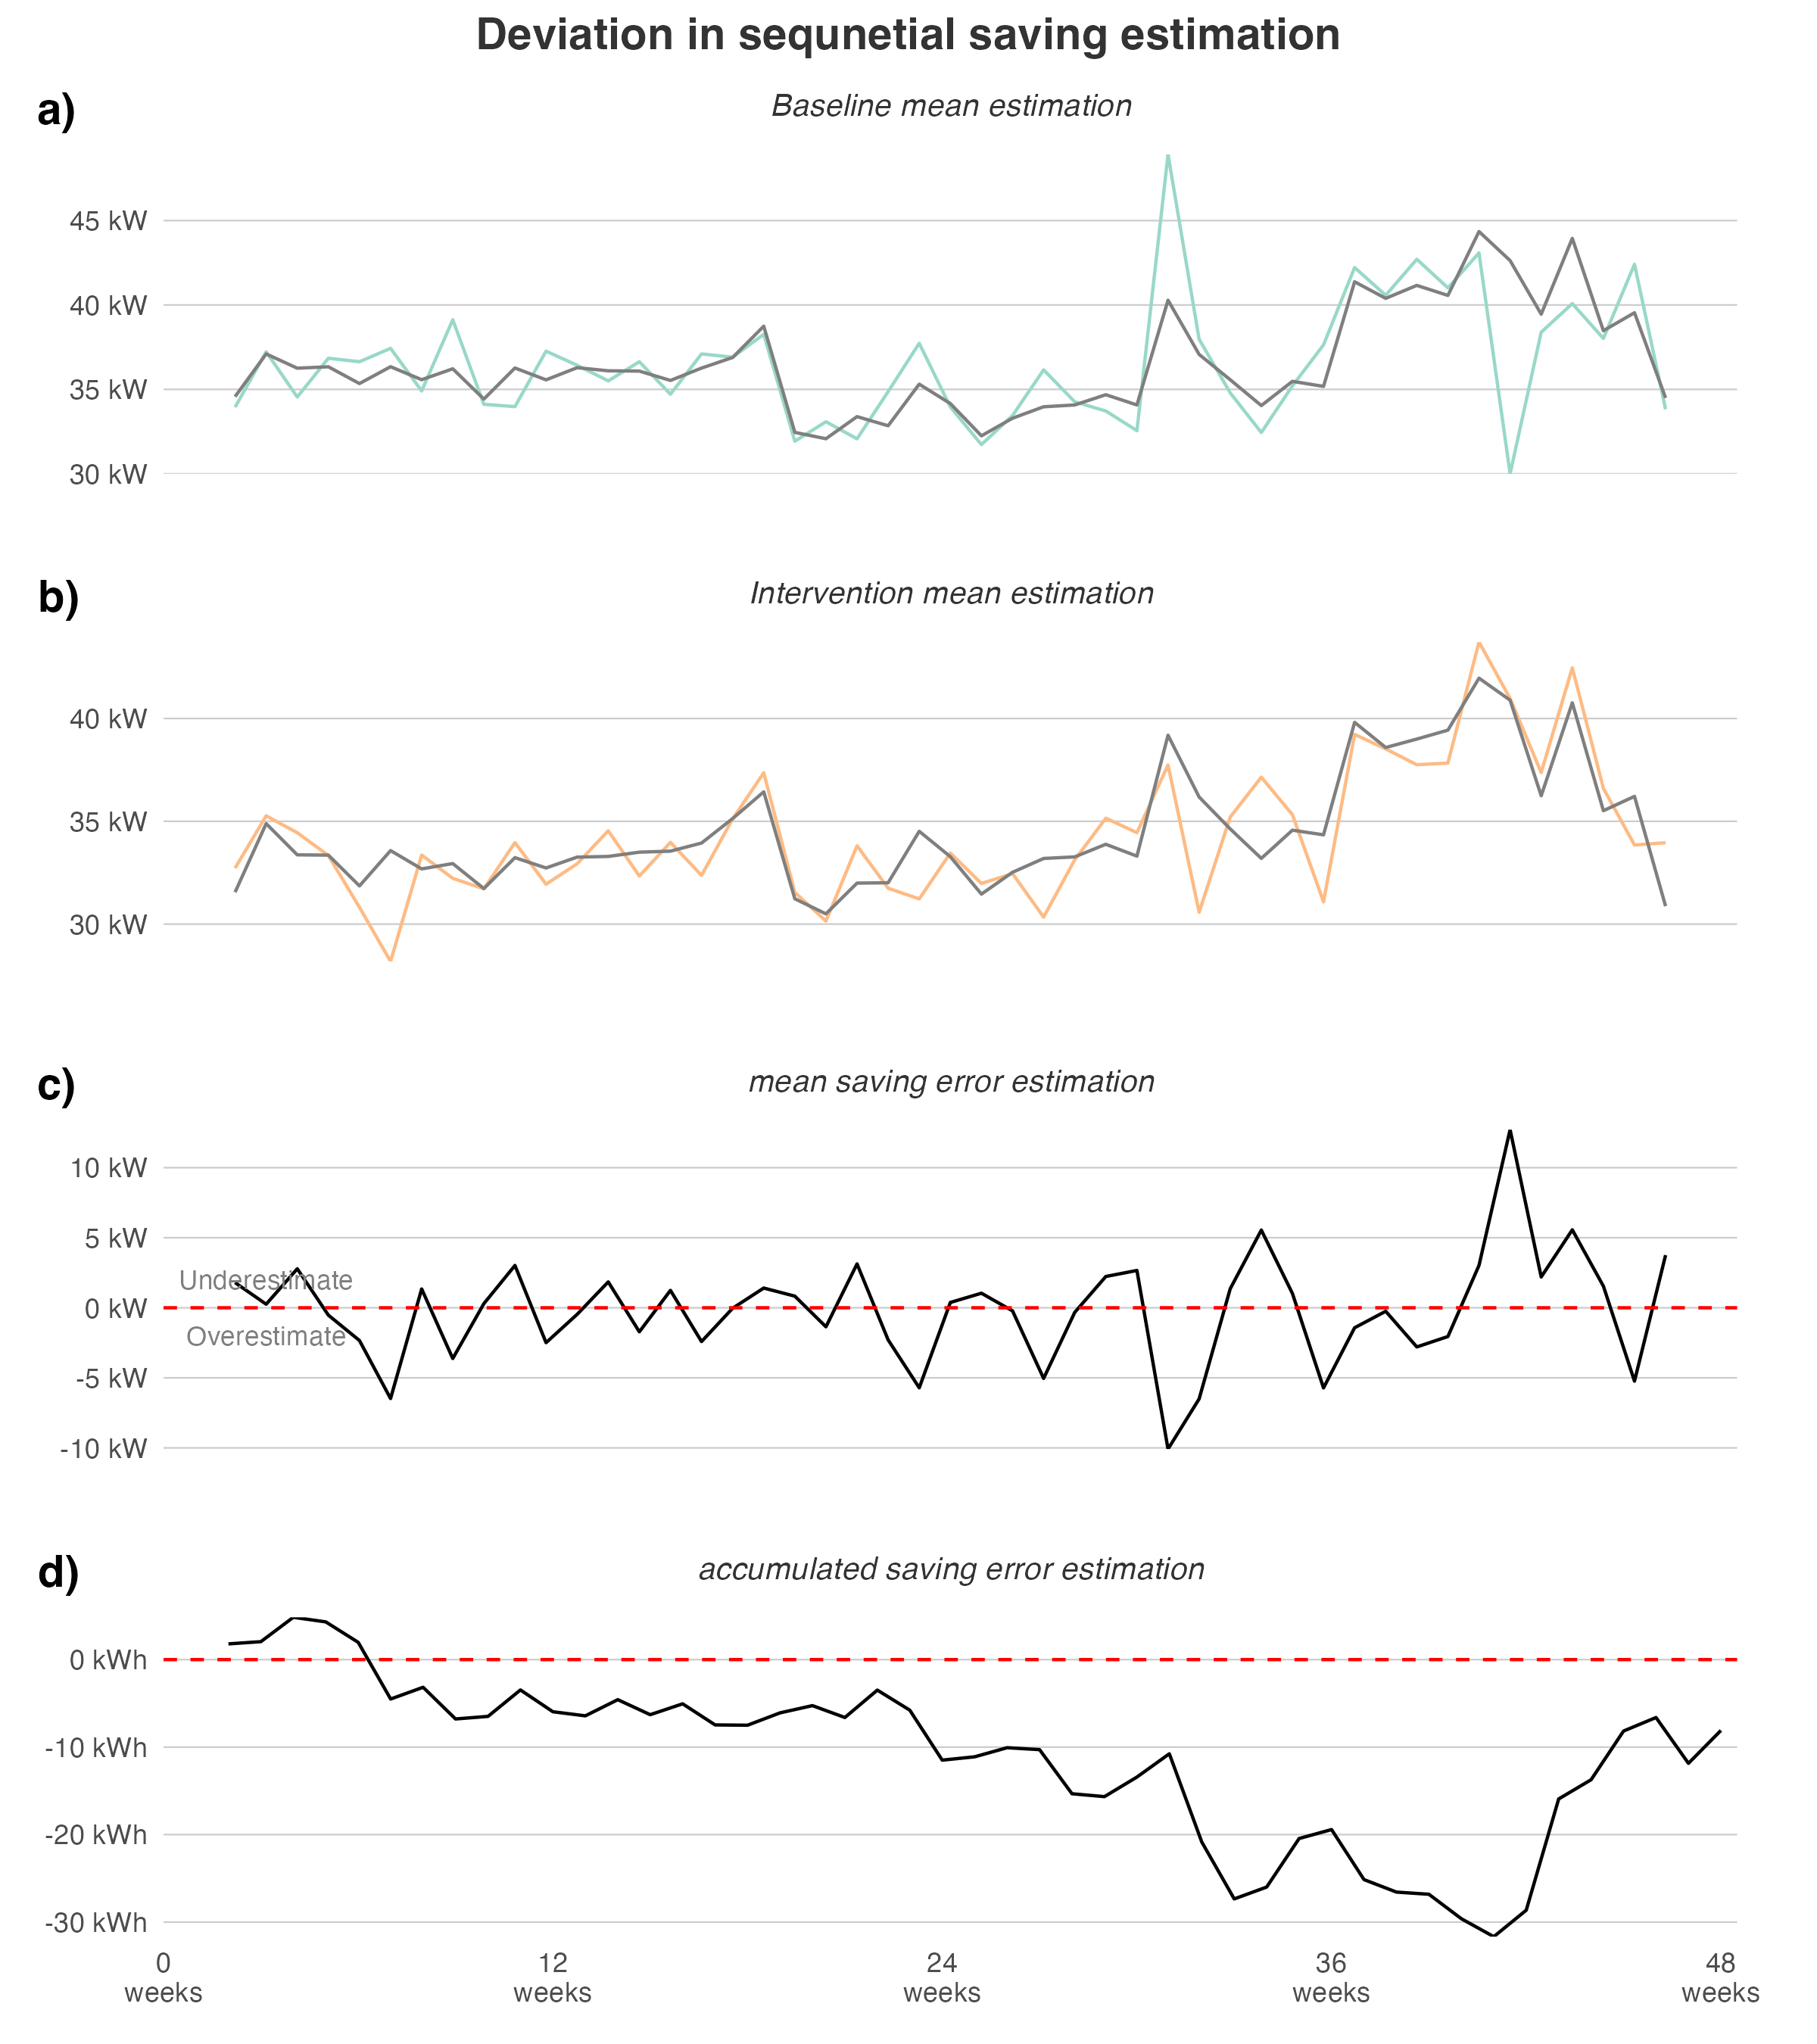 Deviation in sequnetial saving estimation
a)
Baseline mean estimation
45 kW
40 kW
35 kW
30 kW
b)
Intervention mean estimation
40 kW
35 kW
30 kW
c)
mean saving error estimation
10 kW
5 kW
Underestimate
0 kW
Overestimate
-5 kW
-10 kW
d)
accumulated saving error estimation
0 kWh
-10 kWh
-20 kWh
-30 kWh
0 12 24 36 48
weeks weeks weeks weeks weeks